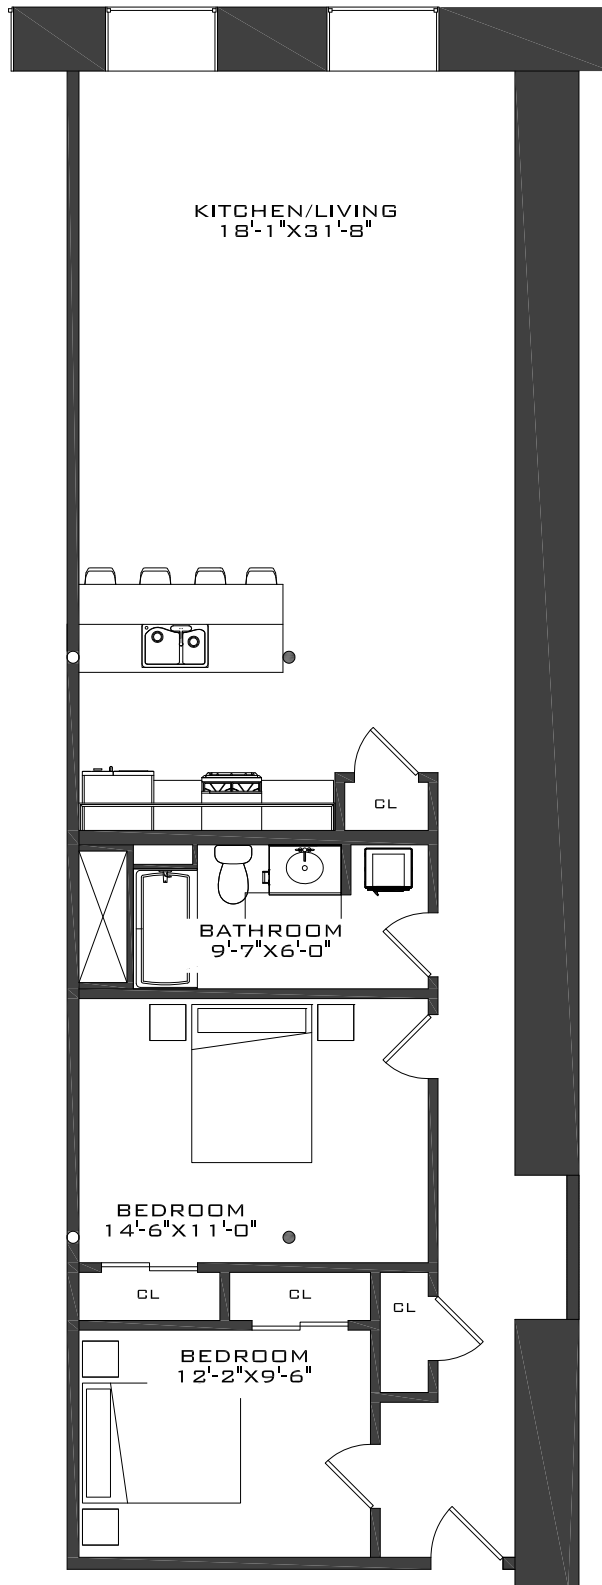 KITCHEN/LIVING
18'-1"X31'-8"
CL
BATHROOM
9'-7"X6'-0"
BEDROOM
14'-6"X11'-0"
CL
CL
CL
BEDROOM
12'-2"X9'-6"